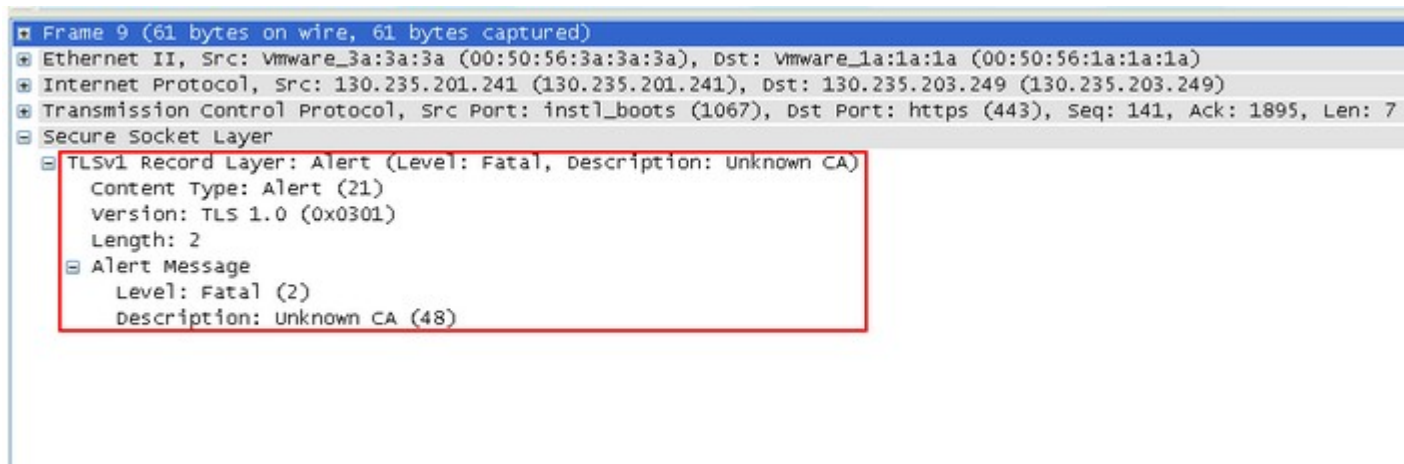 Frame 9 (61 bytes on wire, 61 bytes captured)
Ethernet II, Src: Vmware_3a:3a:3a (00:50:56:3a:3a:3a), Dst: Vmware_1a:1a:1a (00:50:56:1a:1a:1a)
Internet Protocol, Src: 130.235.201.241 (130.235.201.241), Dst: 130.235.203.249 (130.235.203.249)
Transmission Control Protocol, Src Port: instl_boots (1067), Dst Port: https (443), Seq: 141, Ack: 1895, Len: 7
Secure Socket Layer
TLSv1 Record Layer: Alert (Level: Fatal, Description: Unknown CA)
Content Type: Alert (21)
Version: TLS 1.0 (0x0301)
Length: 2
Alert Message
Level: Fatal (2)
Description: Unknown CA (48)